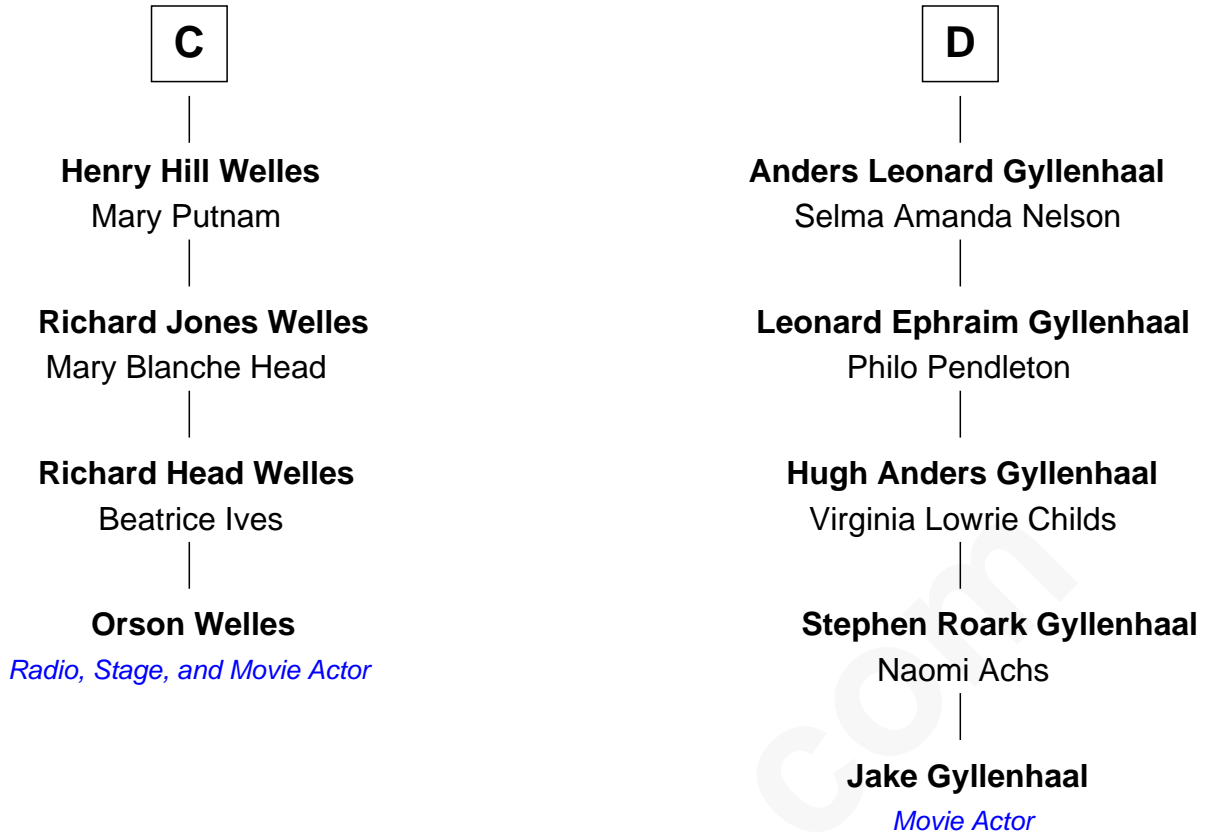 C
Henry Hill Welles
Mary Putnam
Richard Jones Welles
Mary Blanche Head
Richard Head Welles
Beatrice Ives
Orson Welles
Radio, Stage, and Movie Actor
D
Anders Leonard Gyllenhaal
Selma Amanda Nelson
Leonard Ephraim Gyllenhaal
Philo Pendleton
Hugh Anders Gyllenhaal
Virginia Lowrie Childs
Stephen Roark Gyllenhaal
Naomi Achs
Jake Gyllenhaal
Movie Actor
com